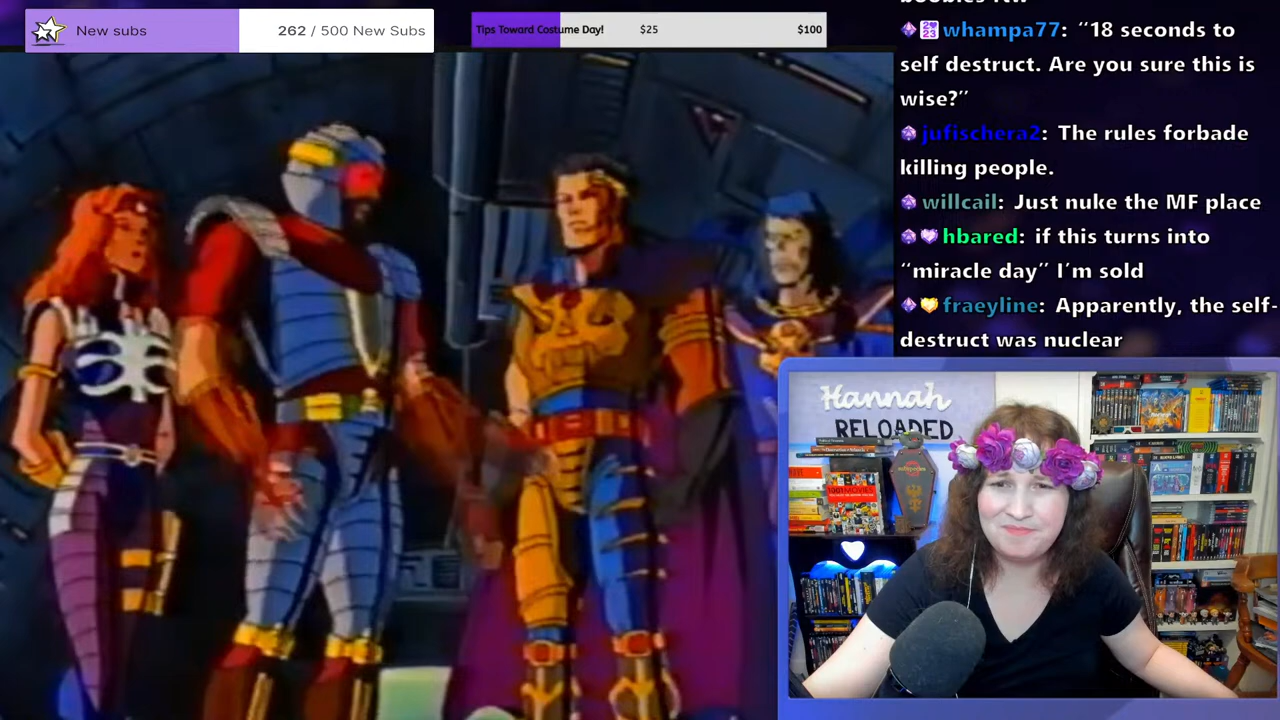 New subs
262 / 500 New Subs
Tips Toward Costume Day!
$25
$100
whampa77: “18 seconds to
self destruct. Are you sure this is
wise?”
jufischera2: The rules forbade
killing people.
willcail: Just nuke the MF place
hbared: if this turns into
“miracle day” I’m sold
fraeyline: Apparently, the self-
destruct was nuclear
Hannah
RELOADED